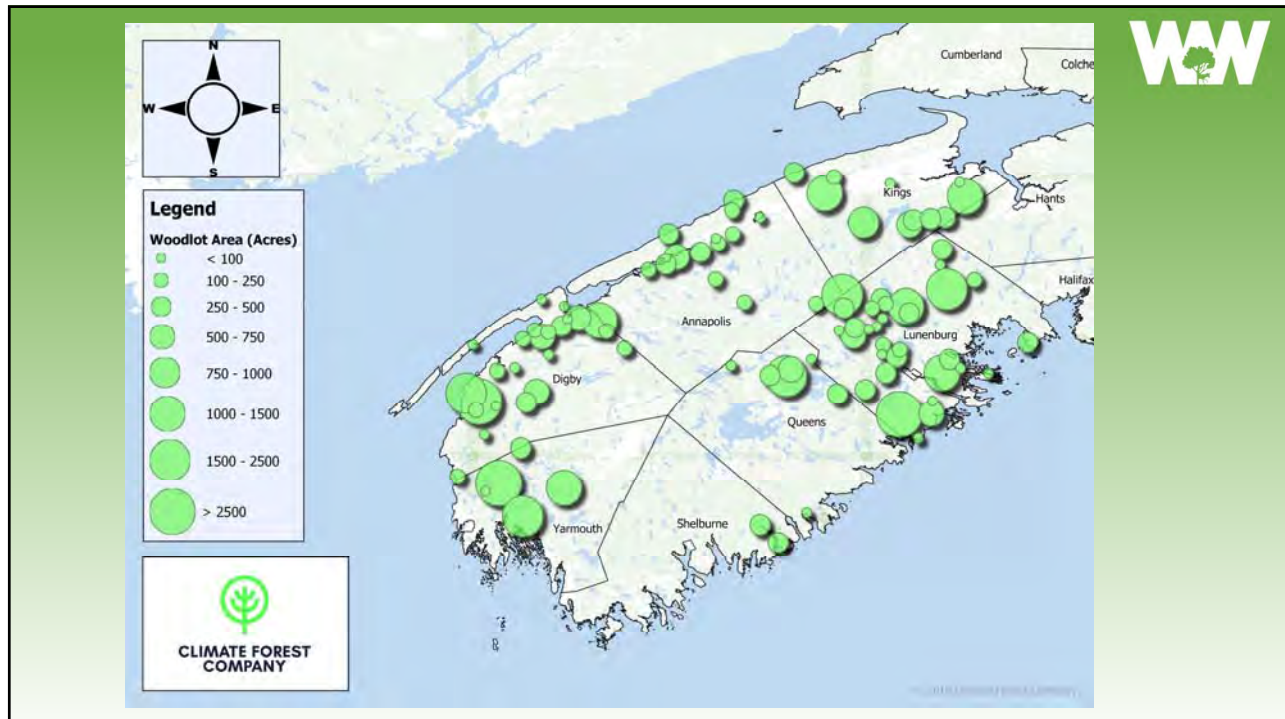 N
W
E
S
Legend
Woodlot Area (Acres)
< 100
100 - 250
250 - 500
500 - 750
750 - 1000
1000 - 1500
1500 - 2500
> 2500
CLIMATE FOREST
COMPANY
Cumberland
Colche
Kings
Hants
Halifax
Annapolis
Lunenburg
Digby
Queens
Shelburne
Yarmouth
WW